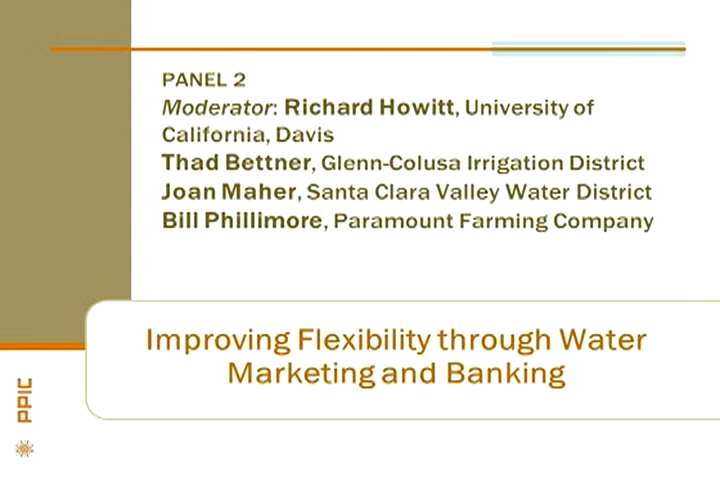 PANEL 2
Moderator: Richard Howitt, University of
California, Davis
Thad Bettner, Glenn-Colusa Irrigation District
Joan Maher, Santa Clara Valley Water District
Bill Phillimore, Paramount Farming Company
Improving Flexibility through Water
Marketing and Banking
PPIC